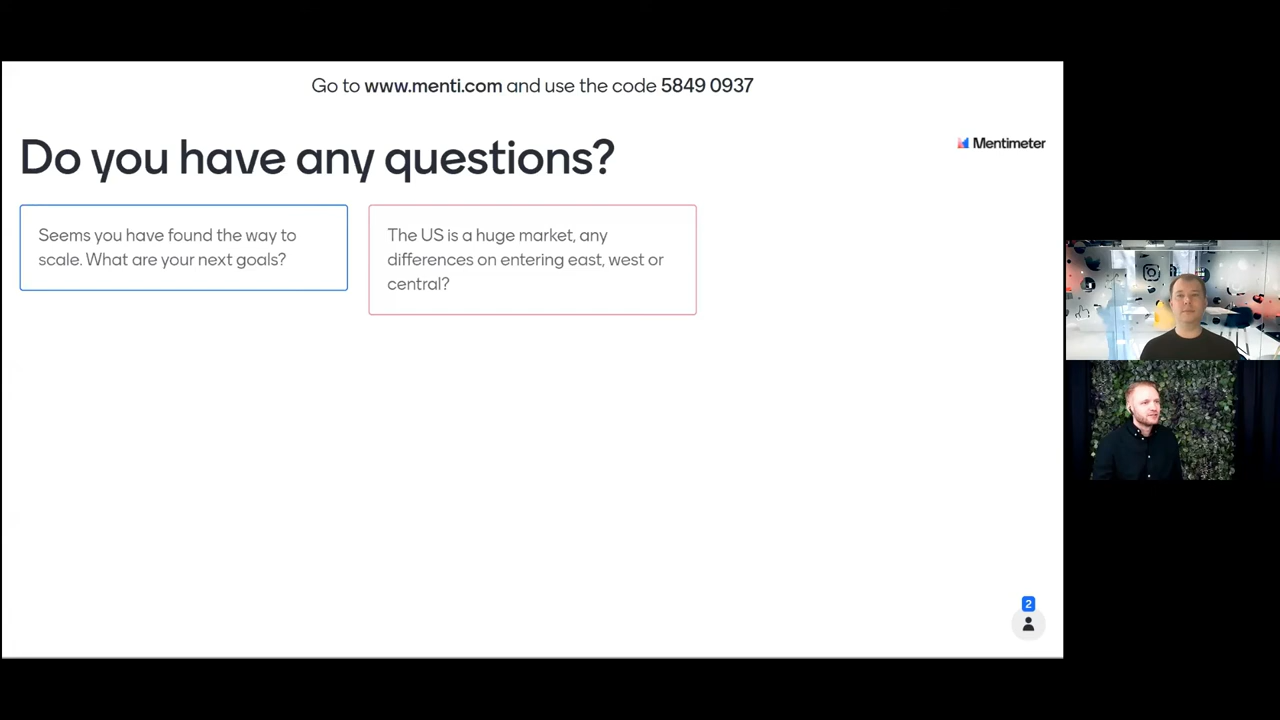 Go to www.menti.com and use the code 5849 0937
Do you have any questions?
Mentimeter
Seems you have found the way to
scale. What are your next goals?
The US is a huge market, any
differences on entering east, west or
central?
2